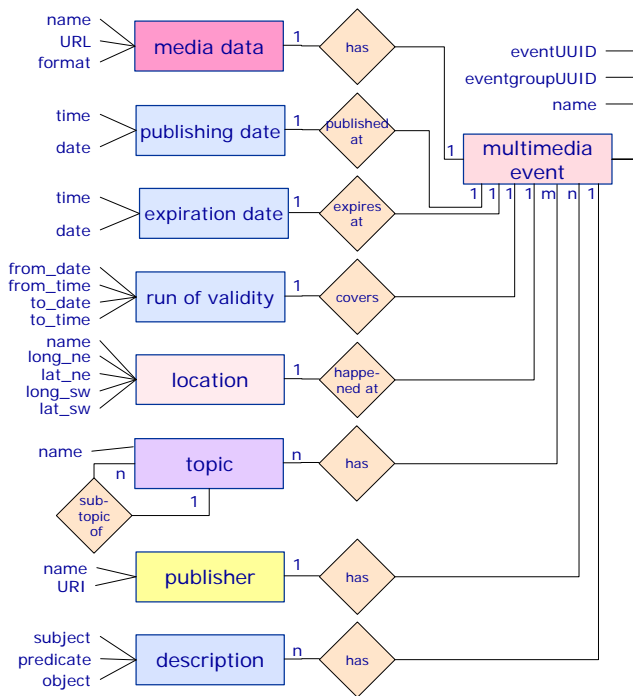 name
URL
format
media data
1
has
eventUUID
eventgroupUUID
name
time
date
publishing date
1
published
at
1
multimedia
event
time
date
expiration date
1
expires
at
1
1
1
1
m
n
1
from_date
from_time
to_date
to_time
run of validity
1
covers
name
long_ne
lat_ne
long_sw
lat_sw
location
1
happe-
ned at
name
topic
n
has
n
1
sub-
topic
of
name
URI
publisher
1
has
subject
predicate
object
description
n
has